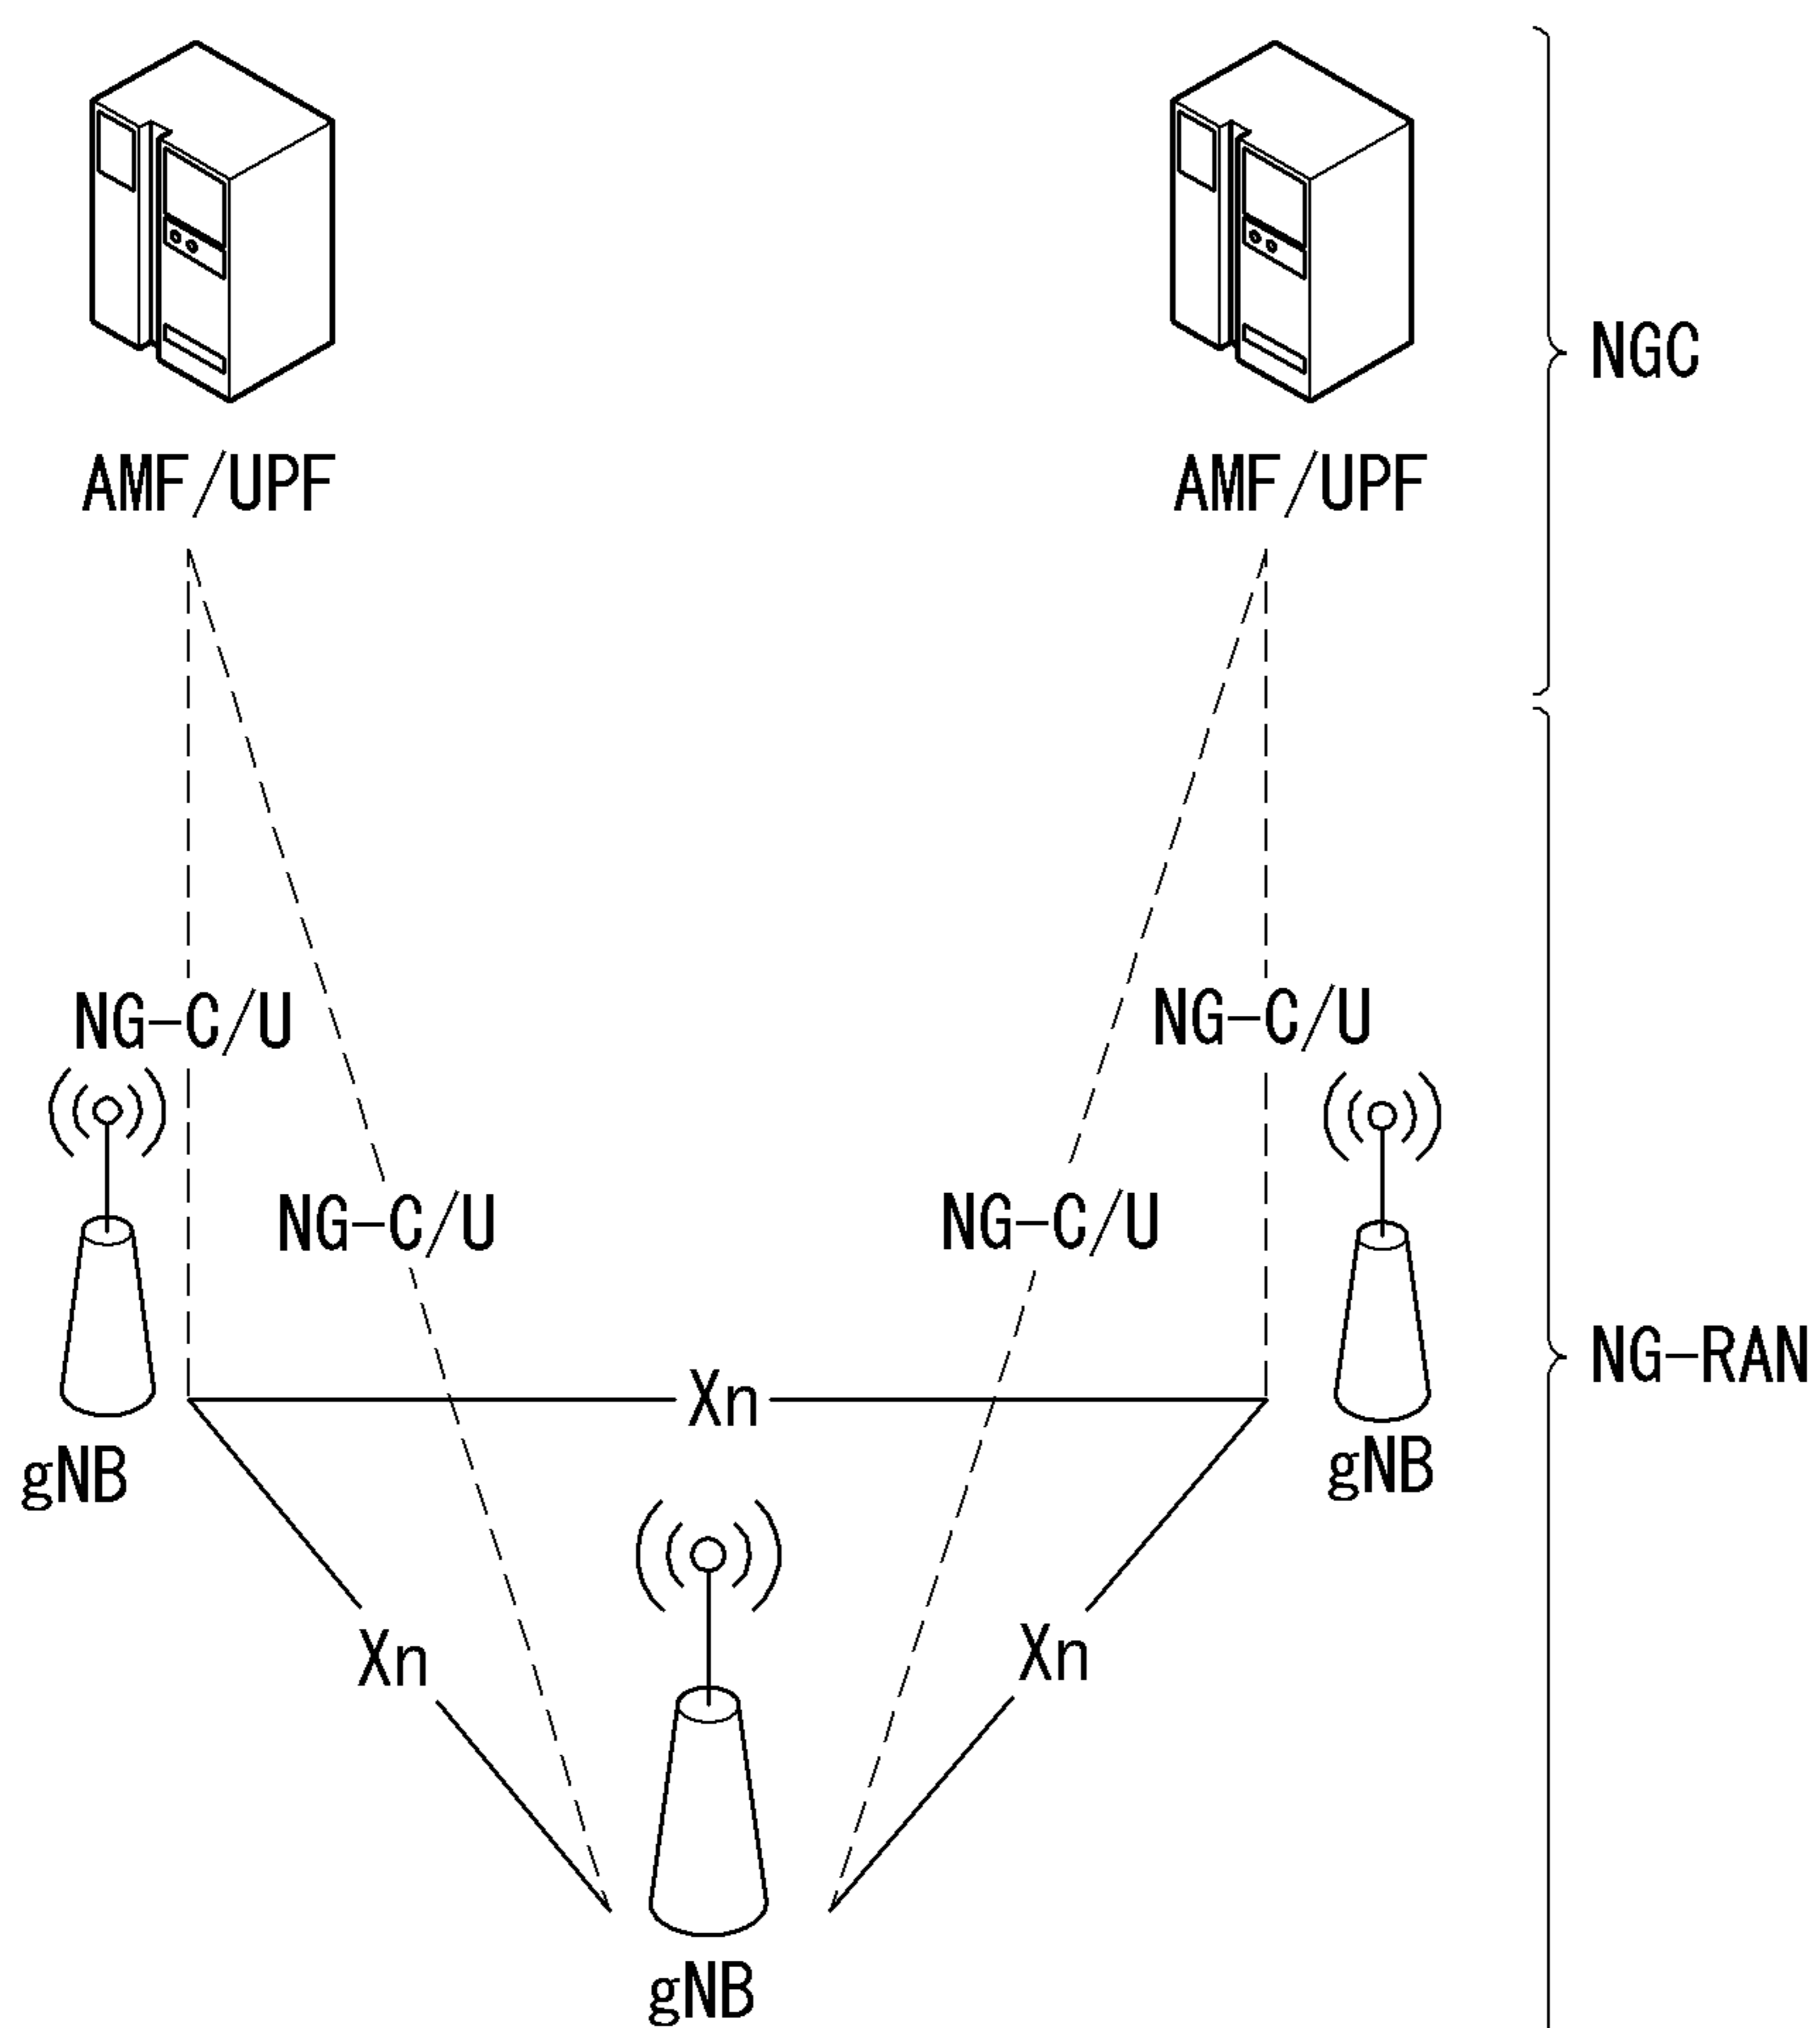 NGC
AMF/UPF
AMF/UPF
NG-C/U
NG-C/U
NG-C/U
NG-C/U
NG-RAN
Xn
gNB
gNB
Xn
Xn
gNB